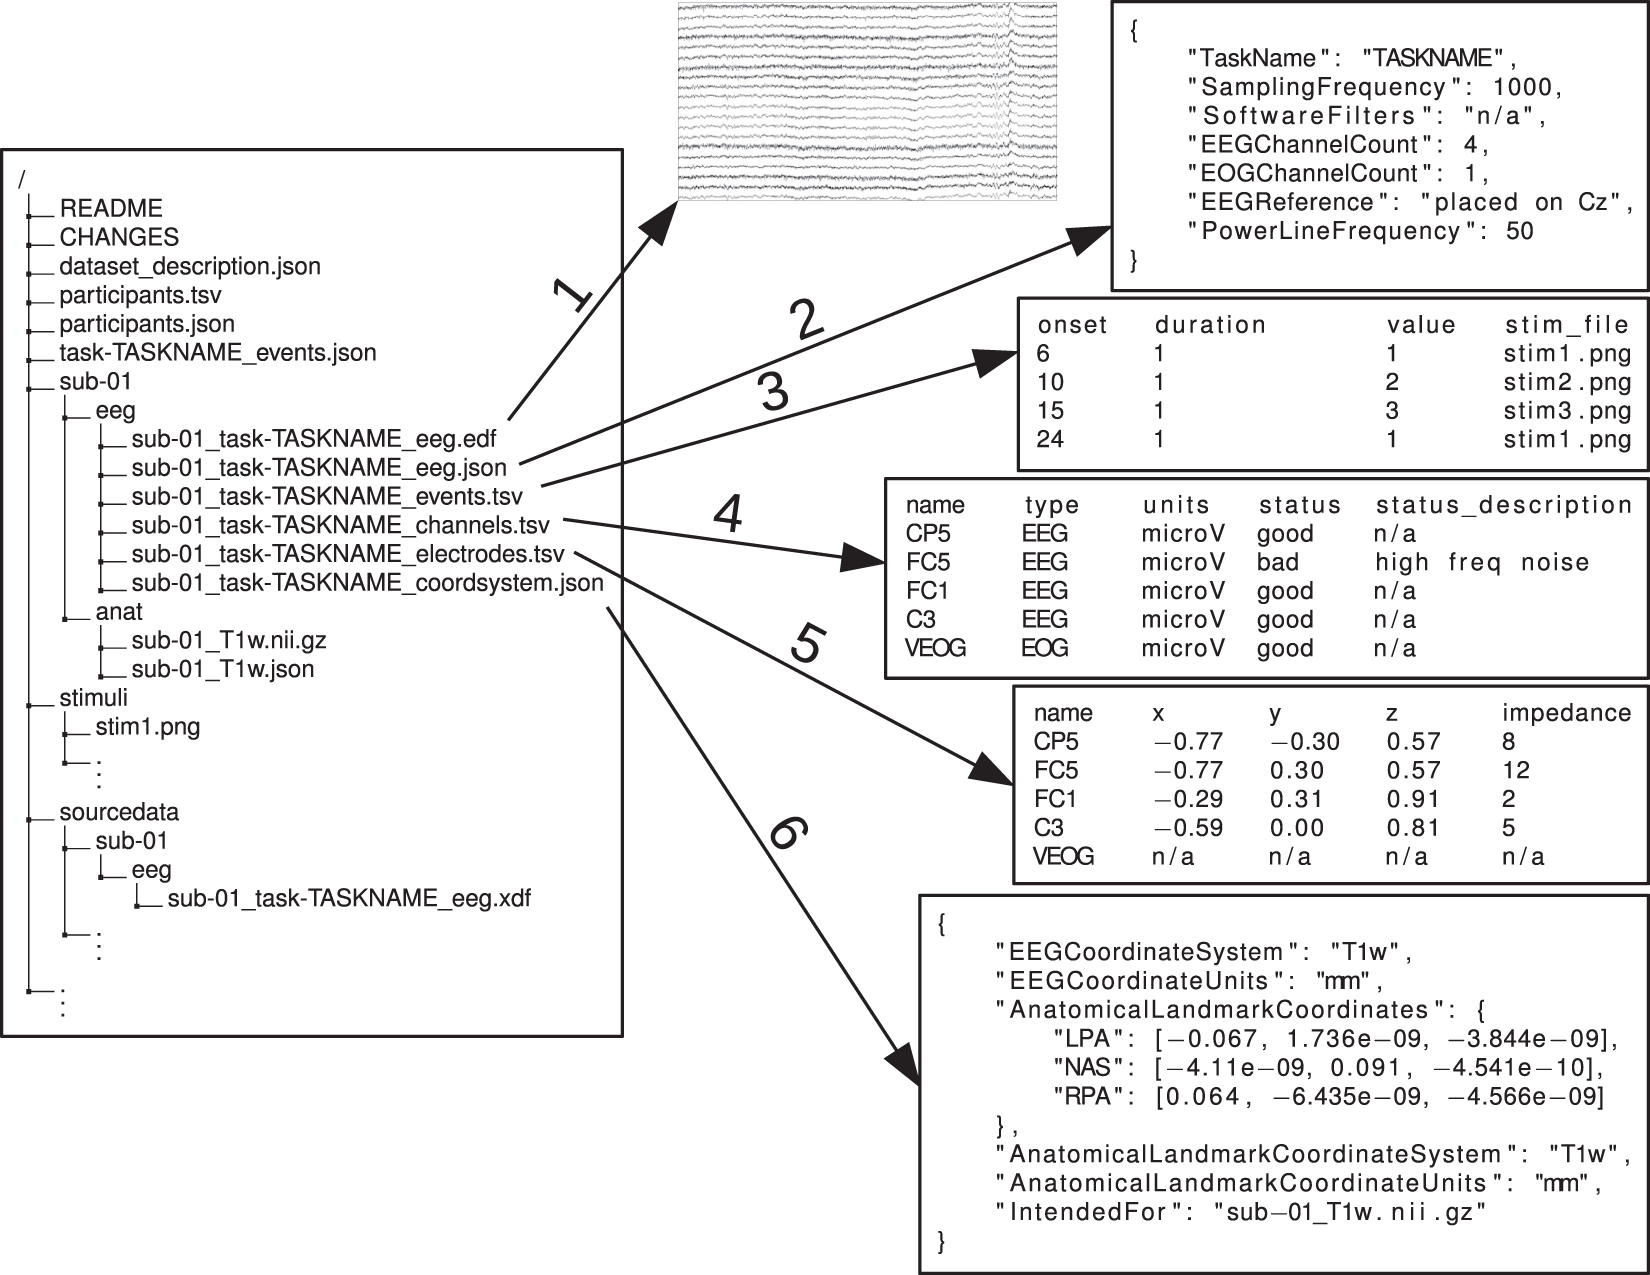 /
README
CHANGES
dataset_description.json
participants.tsv
participants.json
task-TASKNAME_events.json
sub-01
eeg
sub-01_task-TASKNAME_eeg.edf
sub-01_task-TASKNAME_eeg.json
sub-01_task-TASKNAME_events.tsv
sub-01_task-TASKNAME_channels.tsv
sub-01_task-TASKNAME_electrodes.tsv
sub-01_task-TASKNAME_coordsystem.json
anat
sub-01_T1w.nii.gz
sub-01_T1w.json
stimuli
stim1.png
⋮
sourcedata
sub-01
eeg
sub-01_task-TASKNAME_eeg.xdf
⋮
⋮
1
2
3
4
5
6
{
"TaskName": "TASKNAME",
"SamplingFrequency": 1000,
"SoftwareFilters": "n/a",
"EEGChannelCount": 4,
"EOGChannelCount": 1,
"EEGReference": "placed on Cz",
"PowerLineFrequency": 50
}
onset duration value stim_file
6 1 1 stim1.png
10 1 2 stim2.png
15 1 3 stim3.png
24 1 1 stim1.png
name type units status status_description
CP5 EEG microV good n/a
FC5 EEG microV bad high freq noise
FC1 EEG microV good n/a
C3 EEG microV good n/a
VEOG EOG microV good n/a
name x y z impedance
CP5 −0.77 −0.30 0.57 8
FC5 −0.77 0.30 0.57 12
FC1 −0.29 0.31 0.91 2
C3 −0.59 0.00 0.81 5
VEOG n/a n/a n/a n/a
{
"EEGCoordinateSystem": "T1w",
"EEGCoordinateUnits": "mm",
"AnatomicalLandmarkCoordinates": {
"LPA": [−0.067, 1.736e−09, −3.844e−09],
"NAS": [−4.11e−09, 0.091, −4.541e−10],
"RPA": [0.064, −6.435e−09, −4.566e−09]
},
"AnatomicalLandmarkCoordinateSystem": "T1w",
"AnatomicalLandmarkCoordinateUnits": "mm",
"IntendedFor": "sub−01_T1w.nii.gz"
}